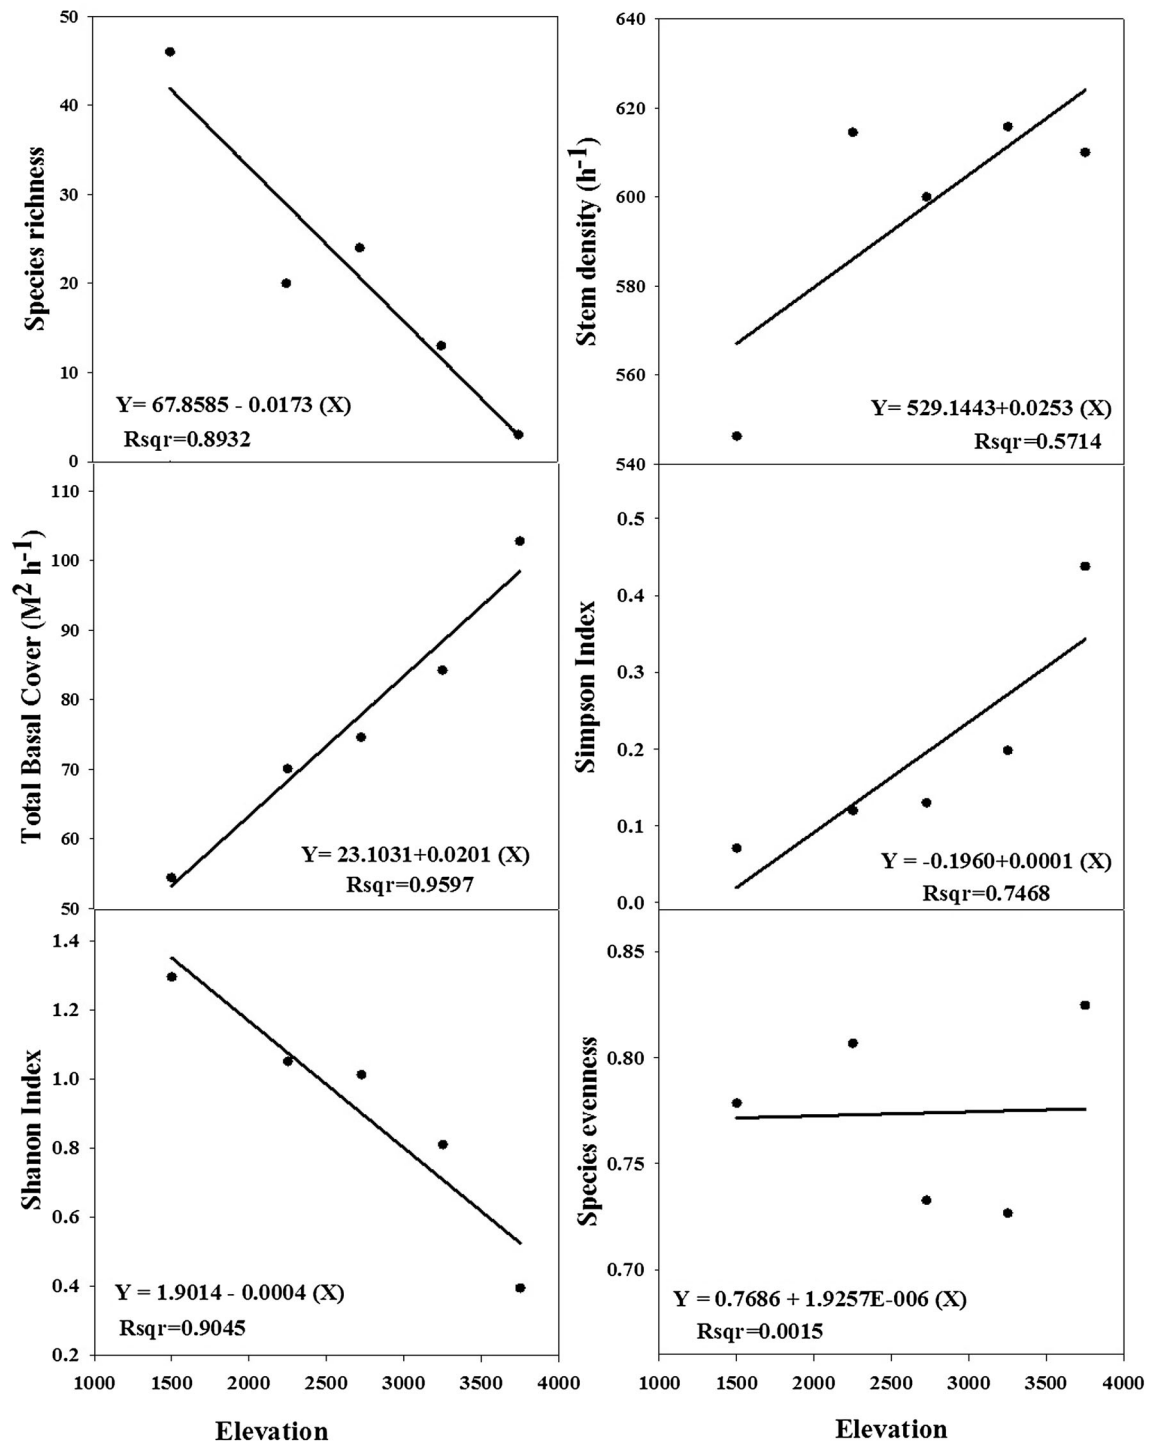 50
40
30
20
10
0
Species richness
Y= 67.8585 - 0.0173 (X)
Rsqr=0.8932
640
620
600
580
560
540
Stem density (h-1)
Y= 529.1443+0.0253 (X)
Rsqr=0.5714
110
100
90
80
70
60
50
Total Basal Cover (M2 h-1)
Y= 23.1031+0.0201 (X)
Rsqr=0.9597
0.5
0.4
0.3
0.2
0.1
0.0
Simpson Index
Y = -0.1960+0.0001 (X)
Rsqr=0.7468
1.4
1.2
1.0
0.8
0.6
0.4
0.2
Shanon Index
Y = 1.9014 - 0.0004 (X)
Rsqr=0.9045
1000 1500 2000 2500 3000 3500 4000
Elevation
0.85
0.80
0.75
0.70
Species evenness
Y = 0.7686 + 1.9257E-006 (X)
Rsqr=0.0015
1000 1500 2000 2500 3000 3500 4000
Elevation